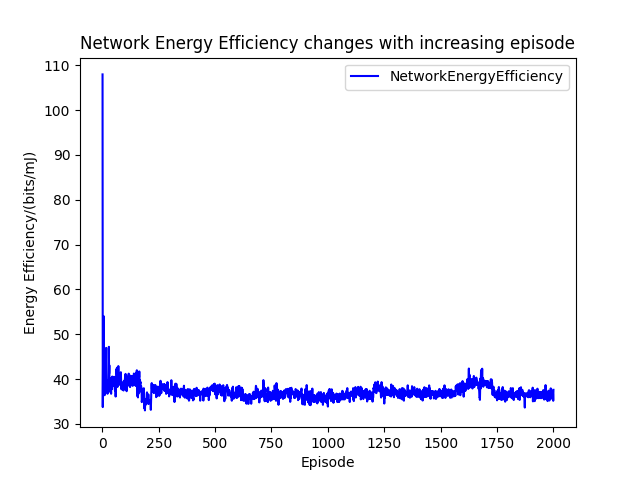 Network Energy Efficiency changes with increasing episode
NetworkEnergyEfficiency
110
100
90
80
70
60
50
40
30
Energy Efficiency/(bits/mJ)
0 250 500 750 1000 1250 1500 1750 2000
Episode